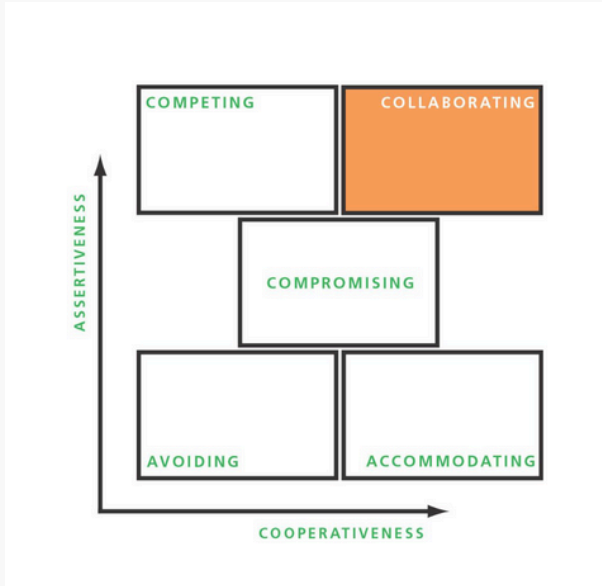 COMPETING
COLLABORATING
ASSERTIVENESS
COMPROMISING
AVOIDING
ACCOMMODATING
COOPERATIVENESS